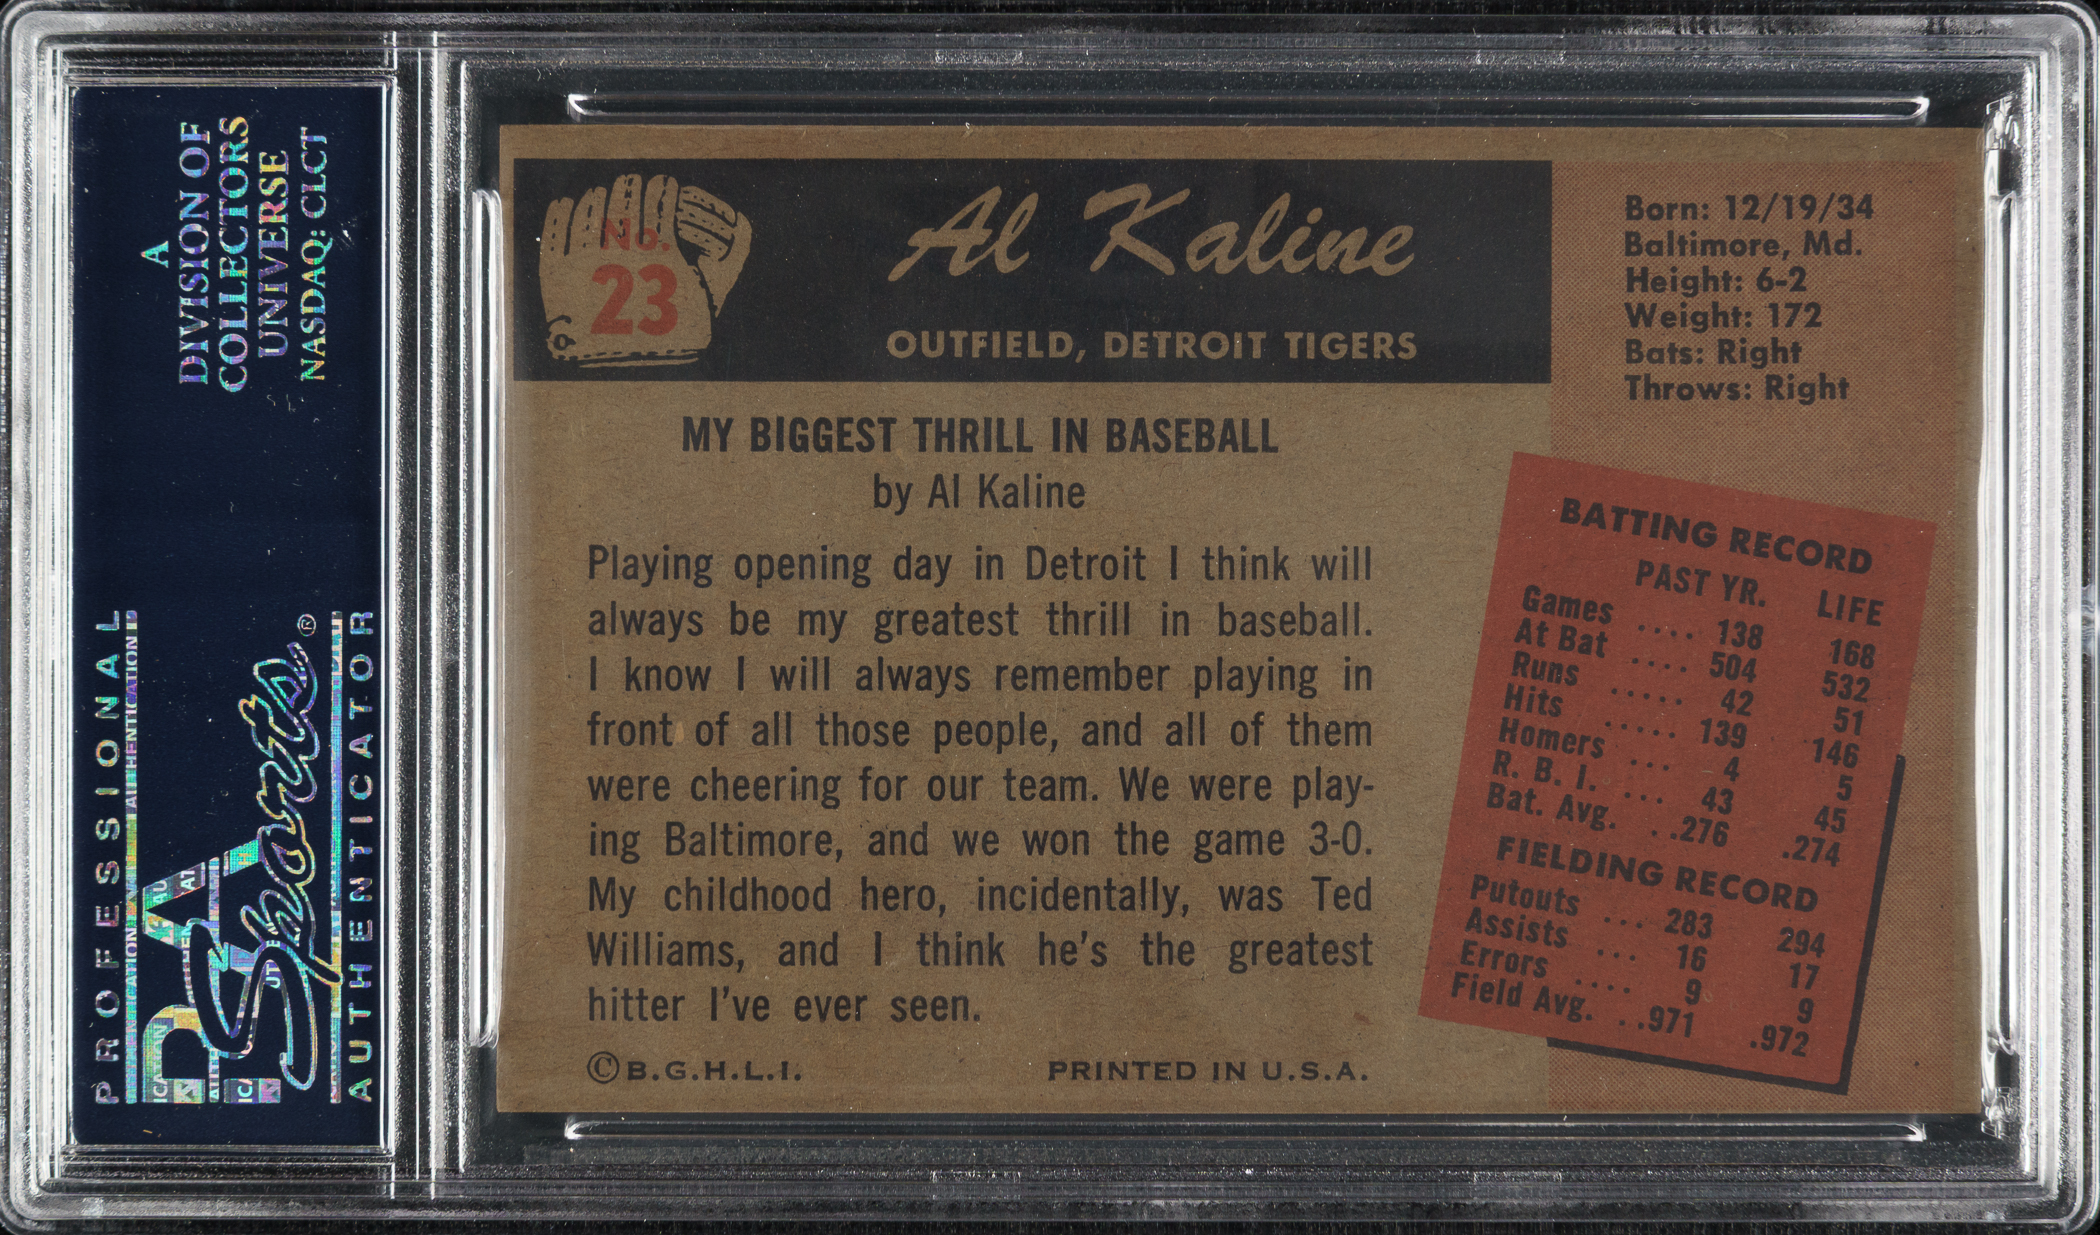 A
DIVISION OF
COLLECTORS
UNIVERSE
NASDAQ: CLCT
PROFESSIONAL
PSA
Sports®
AUTHENTICATOR
No.
23
Al Kaline
OUTFIELD, DETROIT TIGERS
Born: 12/19/34
Baltimore, Md.
Height: 6-2
Weight: 172
Bats: Right
Throws: Right
MY BIGGEST THRILL IN BASEBALL
by Al Kaline
Playing opening day in Detroit I think will
always be my greatest thrill in baseball.
I know I will always remember playing in
front of all those people, and all of them
were cheering for our team. We were play-
ing Baltimore, and we won the game 3-0.
My childhood hero, incidentally, was Ted
Williams, and I think he's the greatest
hitter I've ever seen.
©B.G.H.L.I. PRINTED IN U.S.A.
BATTING RECORD
PAST YR. LIFE
Games .... 138 168
At Bat .... 504 532
Runs ..... 42 51
Hits ..... 139 146
Homers ... 4 5
R. B. I. ... 43 45
Bat. Avg. ..276 .274
FIELDING RECORD
Putouts ... 283 294
Assists ... 16 17
Errors .... 9 9
Field Avg. ..971 .972